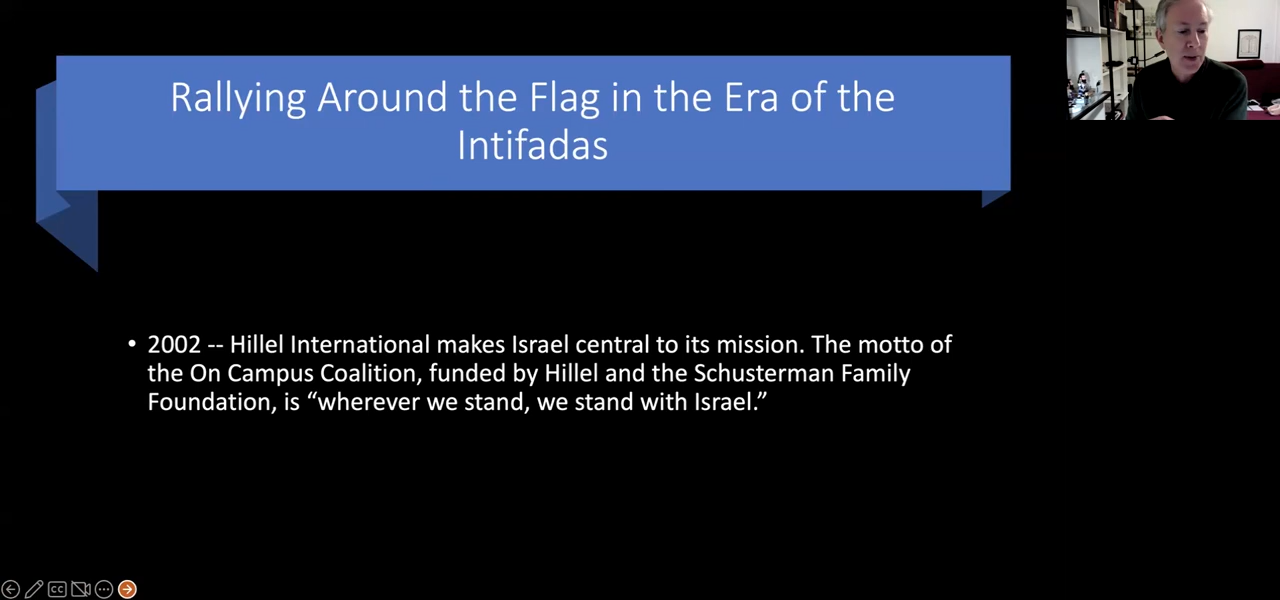 Rallying Around the Flag in the Era of the
Intifadas
• 2002 -- Hillel International makes Israel central to its mission. The motto of
the On Campus Coalition, funded by Hillel and the Schusterman Family
Foundation, is “wherever we stand, we stand with Israel.”
CC